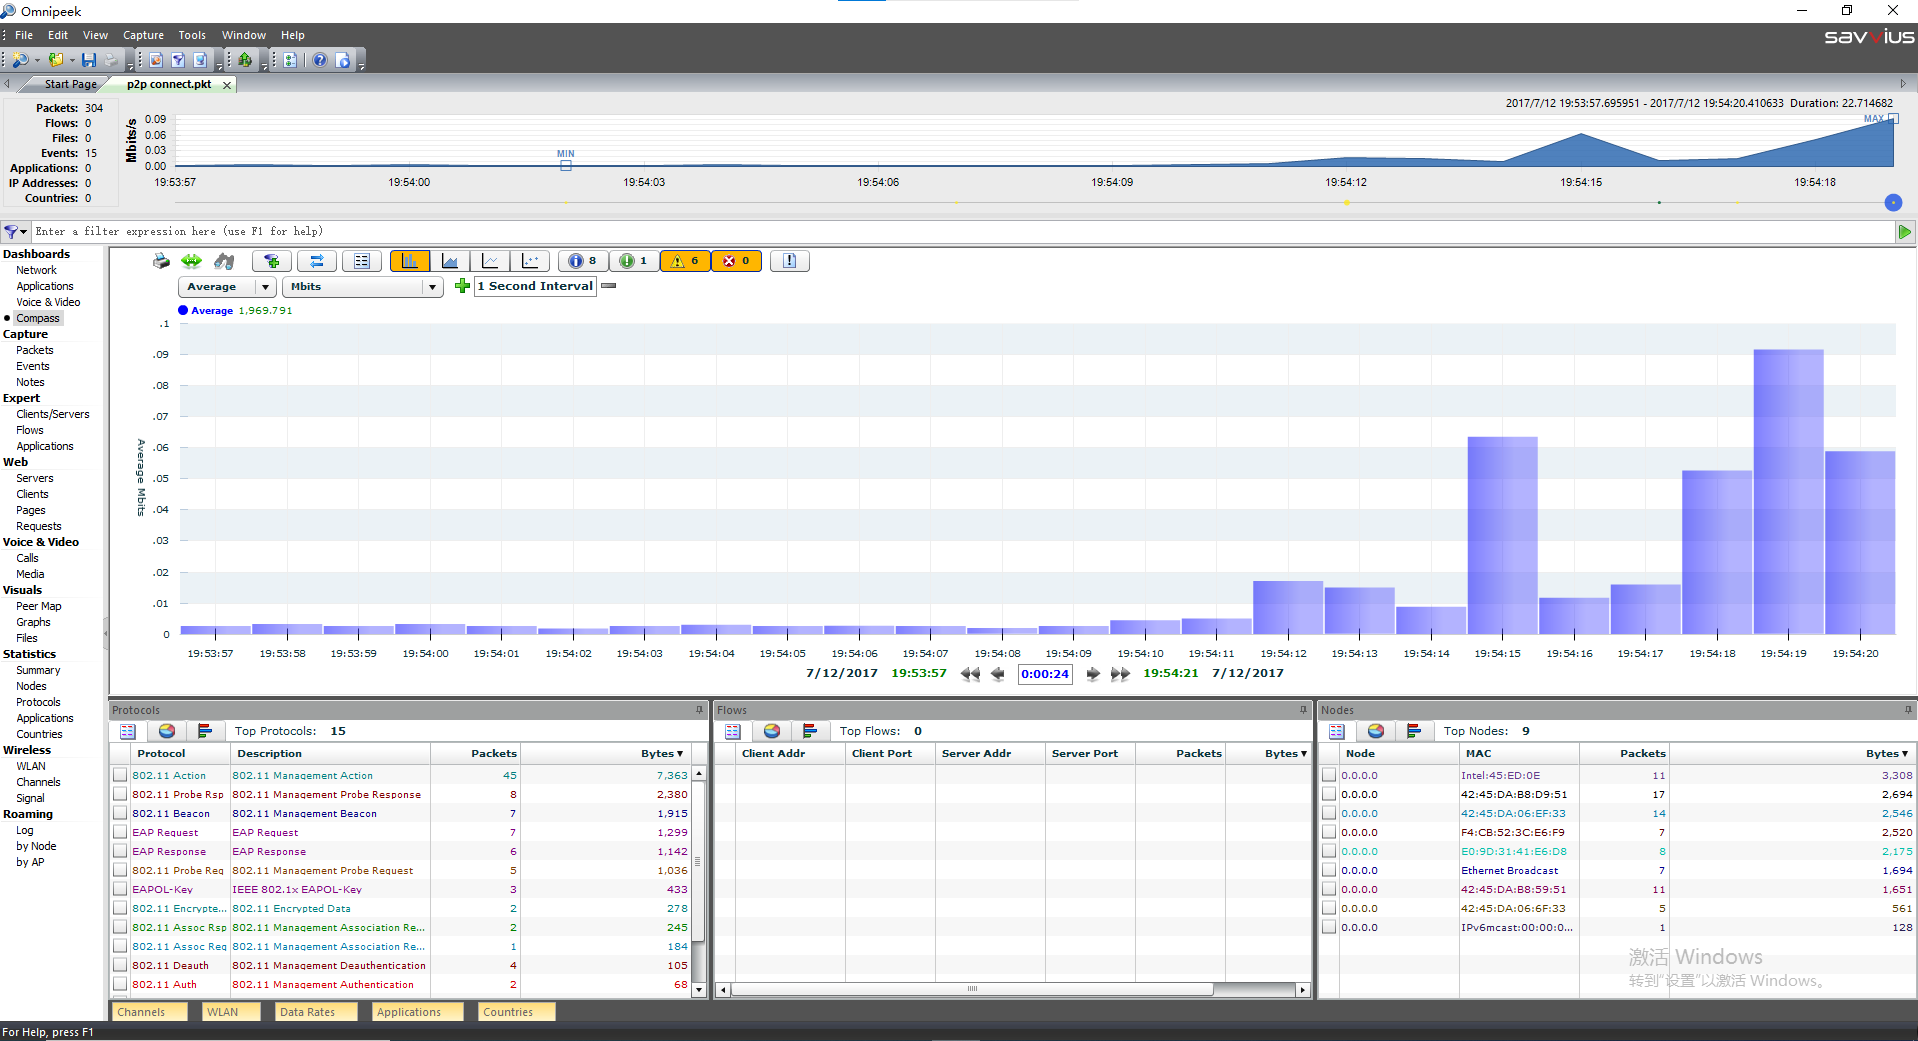 Omnipeek
File Edit View Capture Tools Window Help
savvius
Start Page p2p connect.pkt
Packets: 304
Flows: 0
Files: 0
Events: 15
Applications: 0
IP Addresses: 0
Countries: 0
2017/7/12 19:53:57.695951 - 2017/7/12 19:54:20.410633 Duration: 22.714682
Mbits/s
0.09
0.06
0.03
0.00
MIN
MAX
19:53:57 19:54:00 19:54:03 19:54:06 19:54:09 19:54:12 19:54:15 19:54:18
Enter a filter expression here (use F1 for help)
Dashboards
Network
Applications
Voice & Video
Compass
Capture
Packets
Events
Notes
Expert
Clients/Servers
Flows
Applications
Web
Servers
Clients
Pages
Requests
Voice & Video
Calls
Media
Visuals
Peer Map
Graphs
Files
Statistics
Summary
Nodes
Protocols
Applications
Countries
Wireless
WLAN
Channels
Signal
Roaming
Log
by Node
by AP
8 1 6 0
Average Mbits 1 Second Interval
Average 1,969.791
Average Mbits
.1
.09
.08
.07
.06
.05
.04
.03
.02
.01
0
19:53:57 19:53:58 19:53:59 19:54:00 19:54:01 19:54:02 19:54:03 19:54:04 19:54:05 19:54:06 19:54:07 19:54:08 19:54:09 19:54:10 19:54:11 19:54:12 19:54:13 19:54:14 19:54:15 19:54:16 19:54:17 19:54:18 19:54:19 19:54:20
7/12/2017 19:53:57 0:00:24 19:54:21 7/12/2017
Protocols
Top Protocols: 15
Protocol Description Packets Bytes
802.11 Action 802.11 Management Action 45 7,363
802.11 Probe Rsp 802.11 Management Probe Response 8 2,380
802.11 Beacon 802.11 Management Beacon 7 1,915
EAP Request EAP Request 7 1,299
EAP Response EAP Response 6 1,142
802.11 Probe Req 802.11 Management Probe Request 5 1,036
EAPOL-Key IEEE 802.1x EAPOL-Key 3 433
802.11 Encrypte... 802.11 Encrypted Data 2 278
802.11 Assoc Rsp 802.11 Management Association Re... 2 245
802.11 Assoc Req 802.11 Management Association Re... 1 184
802.11 Deauth 802.11 Management Deauthentication 4 105
802.11 Auth 802.11 Management Authentication 2 68
Flows
Top Flows: 0
Client Addr Client Port Server Addr Server Port Packets Bytes
Nodes
Top Nodes: 9
Node MAC Packets Bytes
0.0.0.0 Intel:45:ED:0E 11 3,308
0.0.0.0 42:45:DA:B8:D9:51 17 2,694
0.0.0.0 42:45:DA:06:EF:33 14 2,546
0.0.0.0 F4:CB:52:3C:E6:F9 7 2,520
0.0.0.0 E0:9D:31:41:E6:D8 8 2,175
0.0.0.0 Ethernet Broadcast 7 1,694
0.0.0.0 42:45:DA:B8:59:51 11 1,651
0.0.0.0 42:45:DA:06:6F:33 5 561
0.0.0.0 IPv6mcast:00:00:0... 1 128
激活 Windows
转到"设置"以激活 Windows。
Channels WLAN Data Rates Applications Countries
For Help, press F1